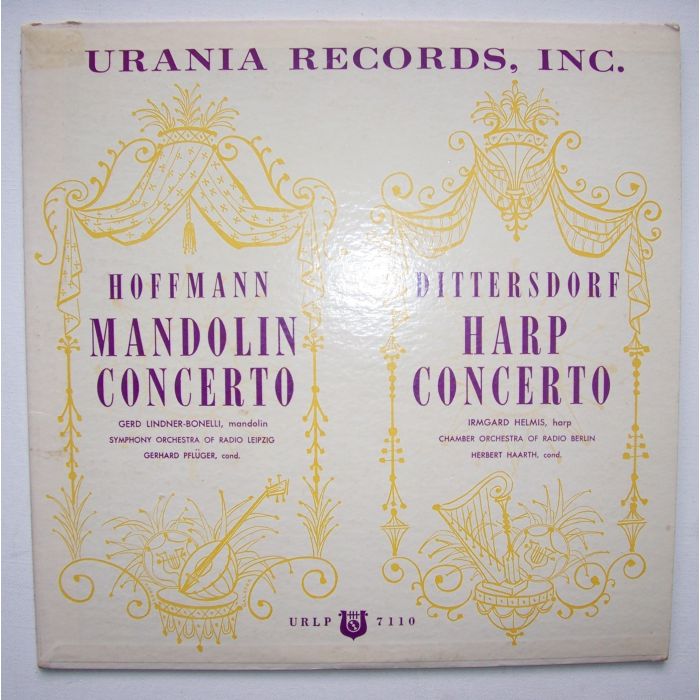 URANIA RECORDS, INC.
HOFFMANN
MANDOLIN
CONCERTO
GERD LINDNER-BONELLI, mandolin
SYMPHONY ORCHESTRA OF RADIO LEIPZIG
GERHARD PFLÜGER, cond.
DITTERSDORF
HARP
CONCERTO
IRMGARD HELMIS, harp
CHAMBER ORCHESTRA OF RADIO BERLIN
HERBERT HAARTH, cond.
URLP 7110